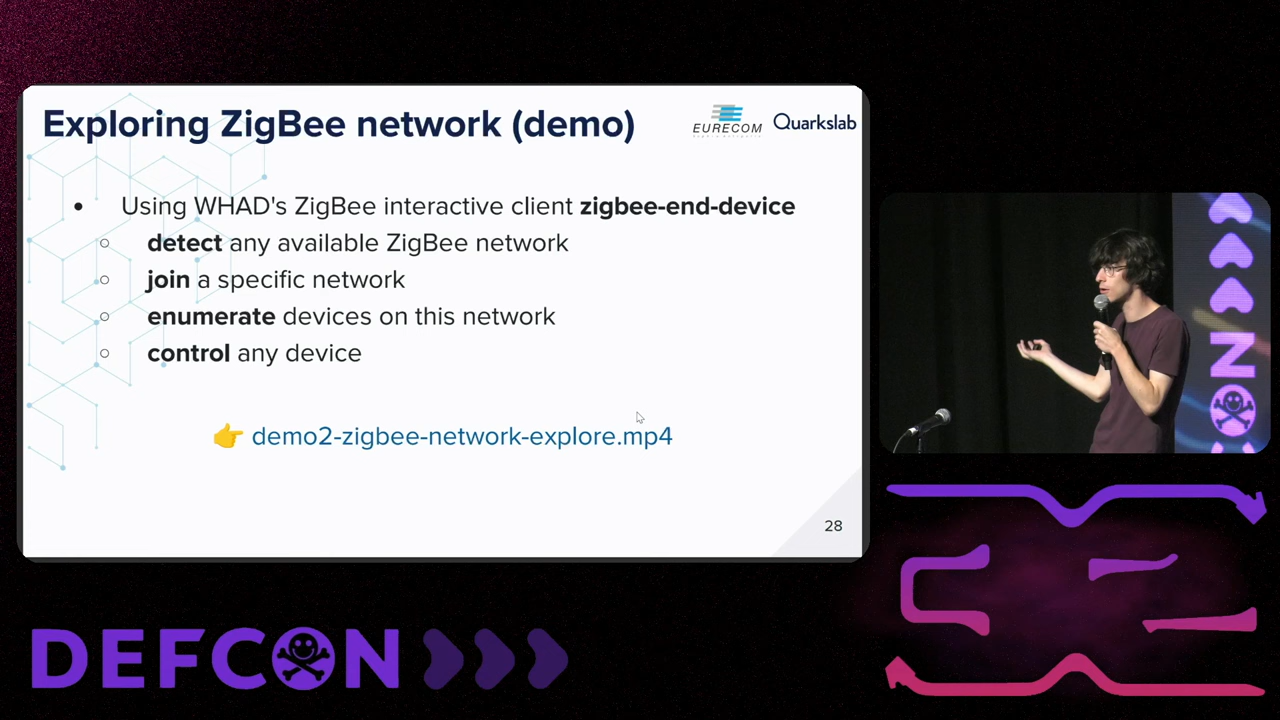 Exploring ZigBee network (demo)
EURECOM
Quarkslab
Using WHAD's ZigBee interactive client zigbee-end-device
detect any available ZigBee network
join a specific network
enumerate devices on this network
control any device
demo2-zigbee-network-explore.mp4
28
N
DEFCON